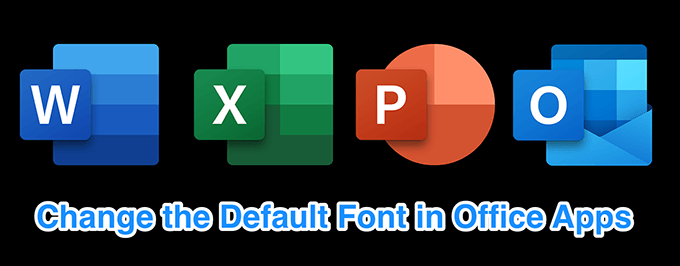 W X P O
Change the Default Font in Office Apps